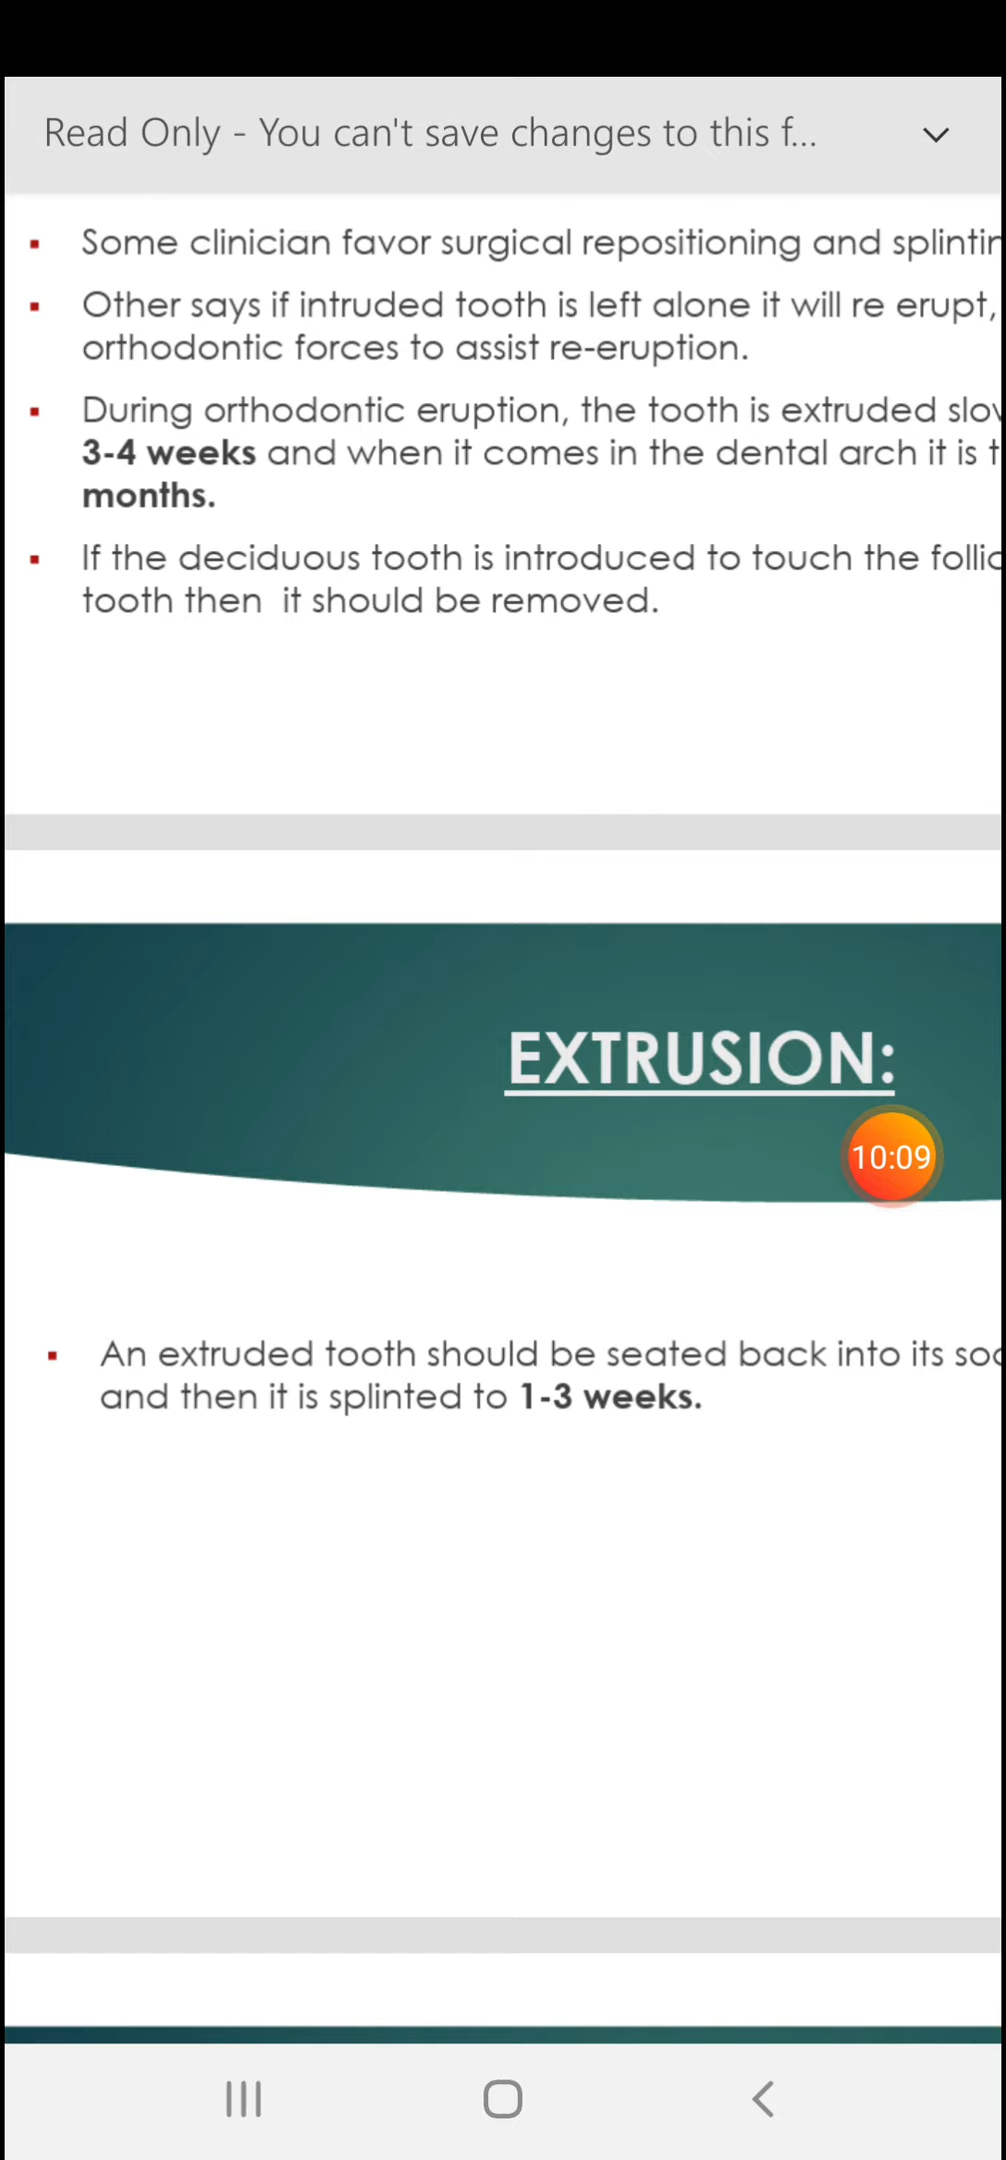 Read Only - You can't save changes to this f...
▪ Some clinician favor surgical repositioning and
▪ Other says if intruded tooth is left alone it will re erupt,
orthodontic forces to assist re-eruption.
▪ During orthodontic eruption, the tooth is extruded
3-4 weeks and when it comes in the dental arch it is
months.
▪ If the deciduous tooth is introduced to touch the
tooth then it should be removed.
EXTRUSION:
10:09
▪ An extruded tooth should be seated back into its
and then it is splinted to 1-3 weeks.